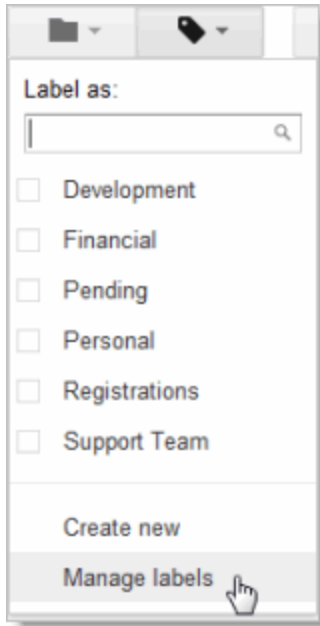 Label as:
Development
Financial
Pending
Personal
Registrations
Support Team
Create new
Manage labels